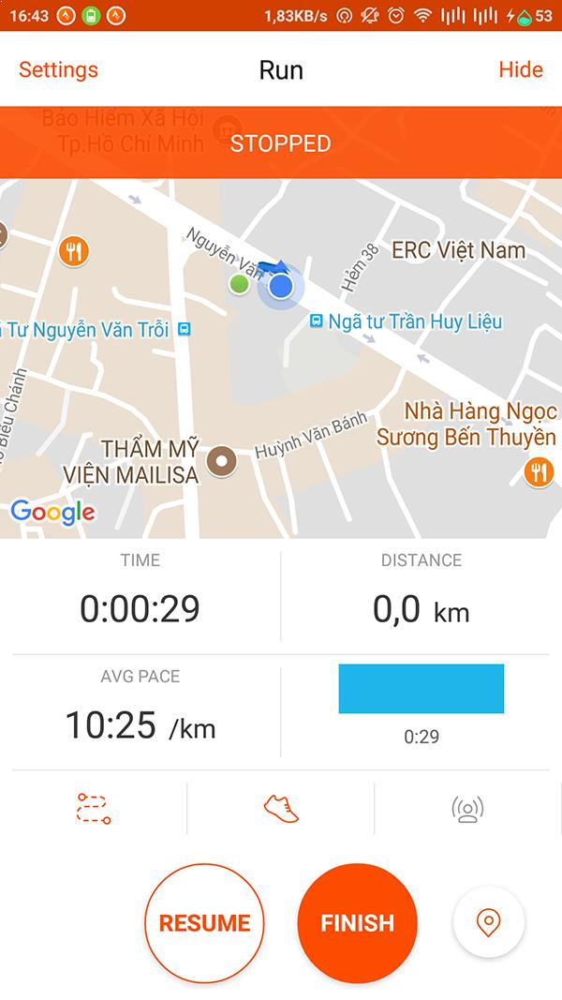 16:43
1,83KB/s
53
Settings
Run
Hide
Bảo Hiểm Xã Hội
Tp.Hồ Chí Minh
STOPPED
Nguyễn Văn
Hẻm 38
ERC Việt Nam
Tư Nguyễn Văn Trỗi
Ngã tư Trần Huy Liệu
Biểu Chánh
Huỳnh Văn Bánh
Nhà Hàng Ngọc
Sương Bến Thuyền
THẨM MỸ
VIỆN MAILISA
Google
TIME
DISTANCE
0:00:29
0,0 km
AVG PACE
10:25 /km
0:29
RESUME
FINISH